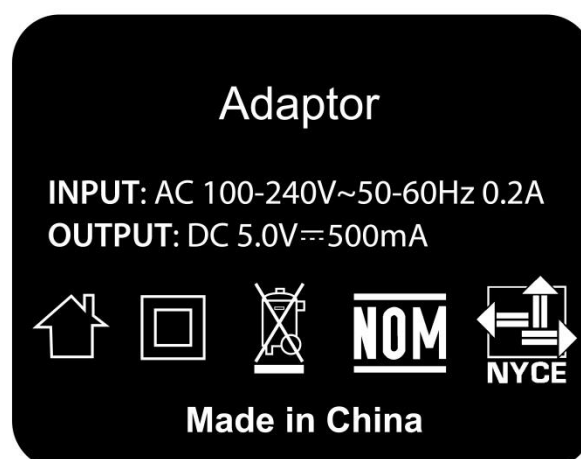 Adaptor
INPUT: AC 100-240V~50-60Hz 0.2A
OUTPUT: DC 5.0V⎓500mA
NOM
NYCE
Made in China